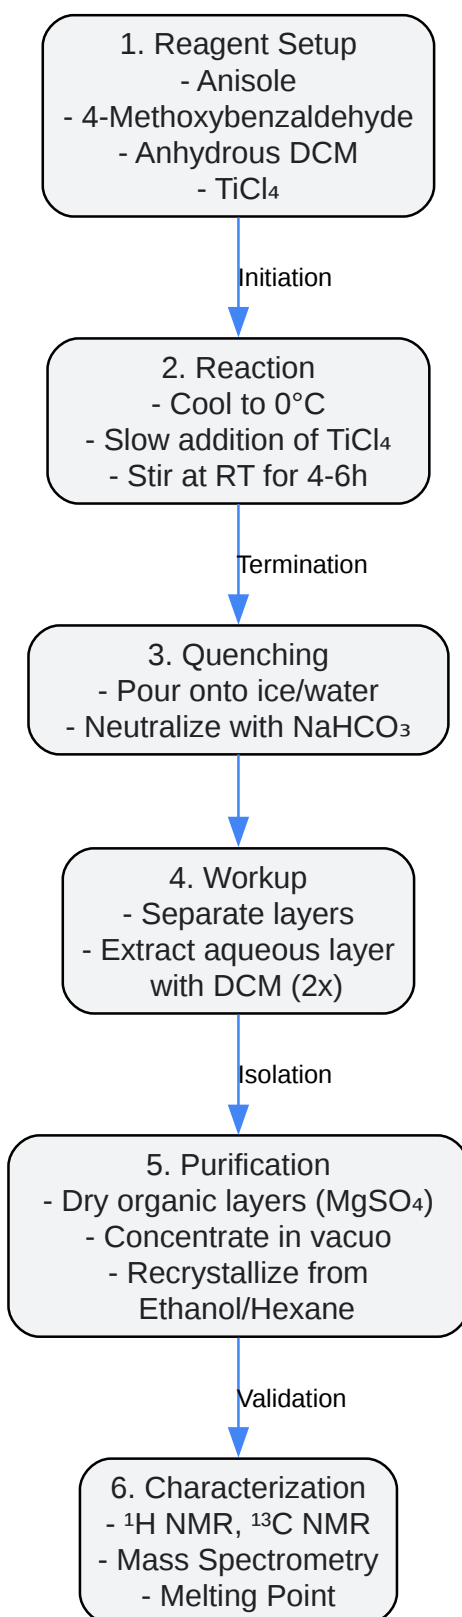 1. Reagent Setup
- Anisole
- 4-Methoxybenzaldehyde
- Anhydrous DCM
- TiCl₄
Initiation
2. Reaction
- Cool to 0°C
- Slow addition of TiCl₄
- Stir at RT for 4-6h
Termination
3. Quenching
- Pour onto ice/water
- Neutralize with NaHCO₃
4. Workup
- Separate layers
- Extract aqueous layer
with DCM (2x)
Isolation
5. Purification
- Dry organic layers (MgSO₄)
- Concentrate in vacuo
- Recrystallize from
Ethanol/Hexane
Validation
6. Characterization
- ¹H NMR, ¹³C NMR
- Mass Spectrometry
- Melting Point